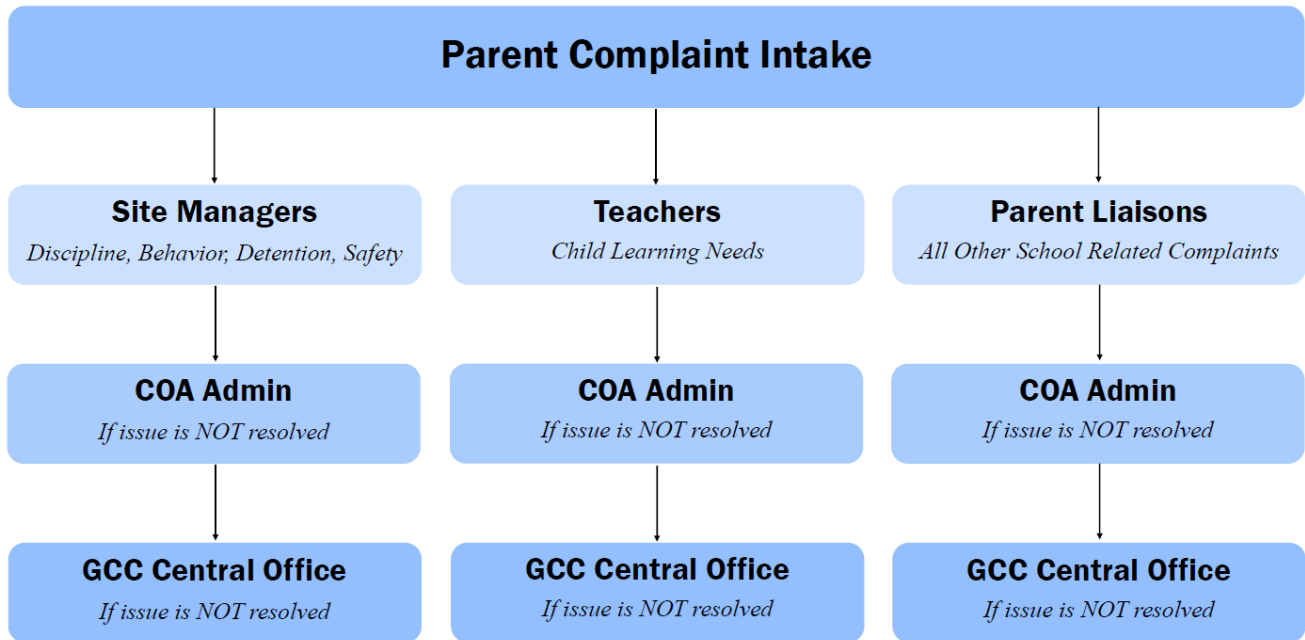 Parent Complaint Intake
Site Managers
Discipline, Behavior, Detention, Safety
Teachers
Child Learning Needs
Parent Liaisons
All Other School Related Complaints
COA Admin
If issue is NOT resolved
COA Admin
If issue is NOT resolved
COA Admin
If issue is NOT resolved
GCC Central Office
If issue is NOT resolved
GCC Central Office
If issue is NOT resolved
GCC Central Office
If issue is NOT resolved